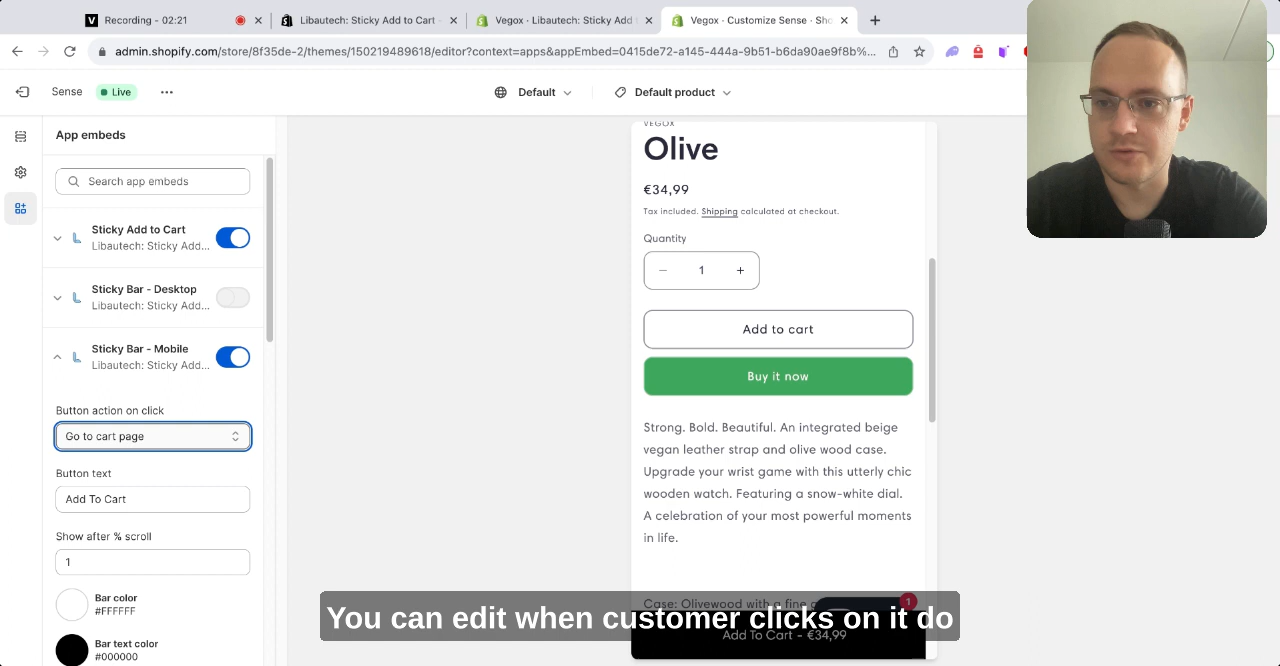 Recording - 02:21
Libautech: Sticky Add to Cart -
Vegox · Libautech: Sticky Add
Vegox · Customize Sense · Sho
admin.shopify.com/store/8f35de-2/themes/150219489618/editor?context=apps&appEmbed=0415de72-a145-444a-9b51-b6da90ae9f8b%...
Sense
Live
Default
Default product
App embeds
Search app embeds
Sticky Add to Cart
Libautech: Sticky Add...
Sticky Bar - Desktop
Libautech: Sticky Add...
Sticky Bar - Mobile
Libautech: Sticky Add...
Button action on click
Go to cart page
Button text
Add To Cart
Show after % scroll
1
Bar color
#FFFFFF
Bar text color
#000000
VEGOX
Olive
€34,99
Tax included. Shipping calculated at checkout.
Quantity
1
Add to cart
Buy it now
Strong. Bold. Beautiful. An integrated beige
vegan leather strap and olive wood case.
Upgrade your wrist game with this utterly chic
wooden watch. Featuring a snow-white dial.
A celebration of your most powerful moments
in life.
Case: Olivewood with a fine
1
You can edit when customer clicks on it do
Add To Cart - €34,99